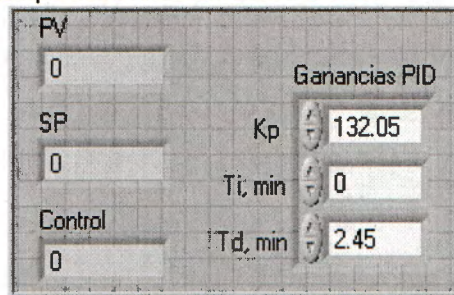 PV
0
SP
0
Control
0
Ganancias PID
Kp 132.05
Ti, min 0
Td, min 2.45